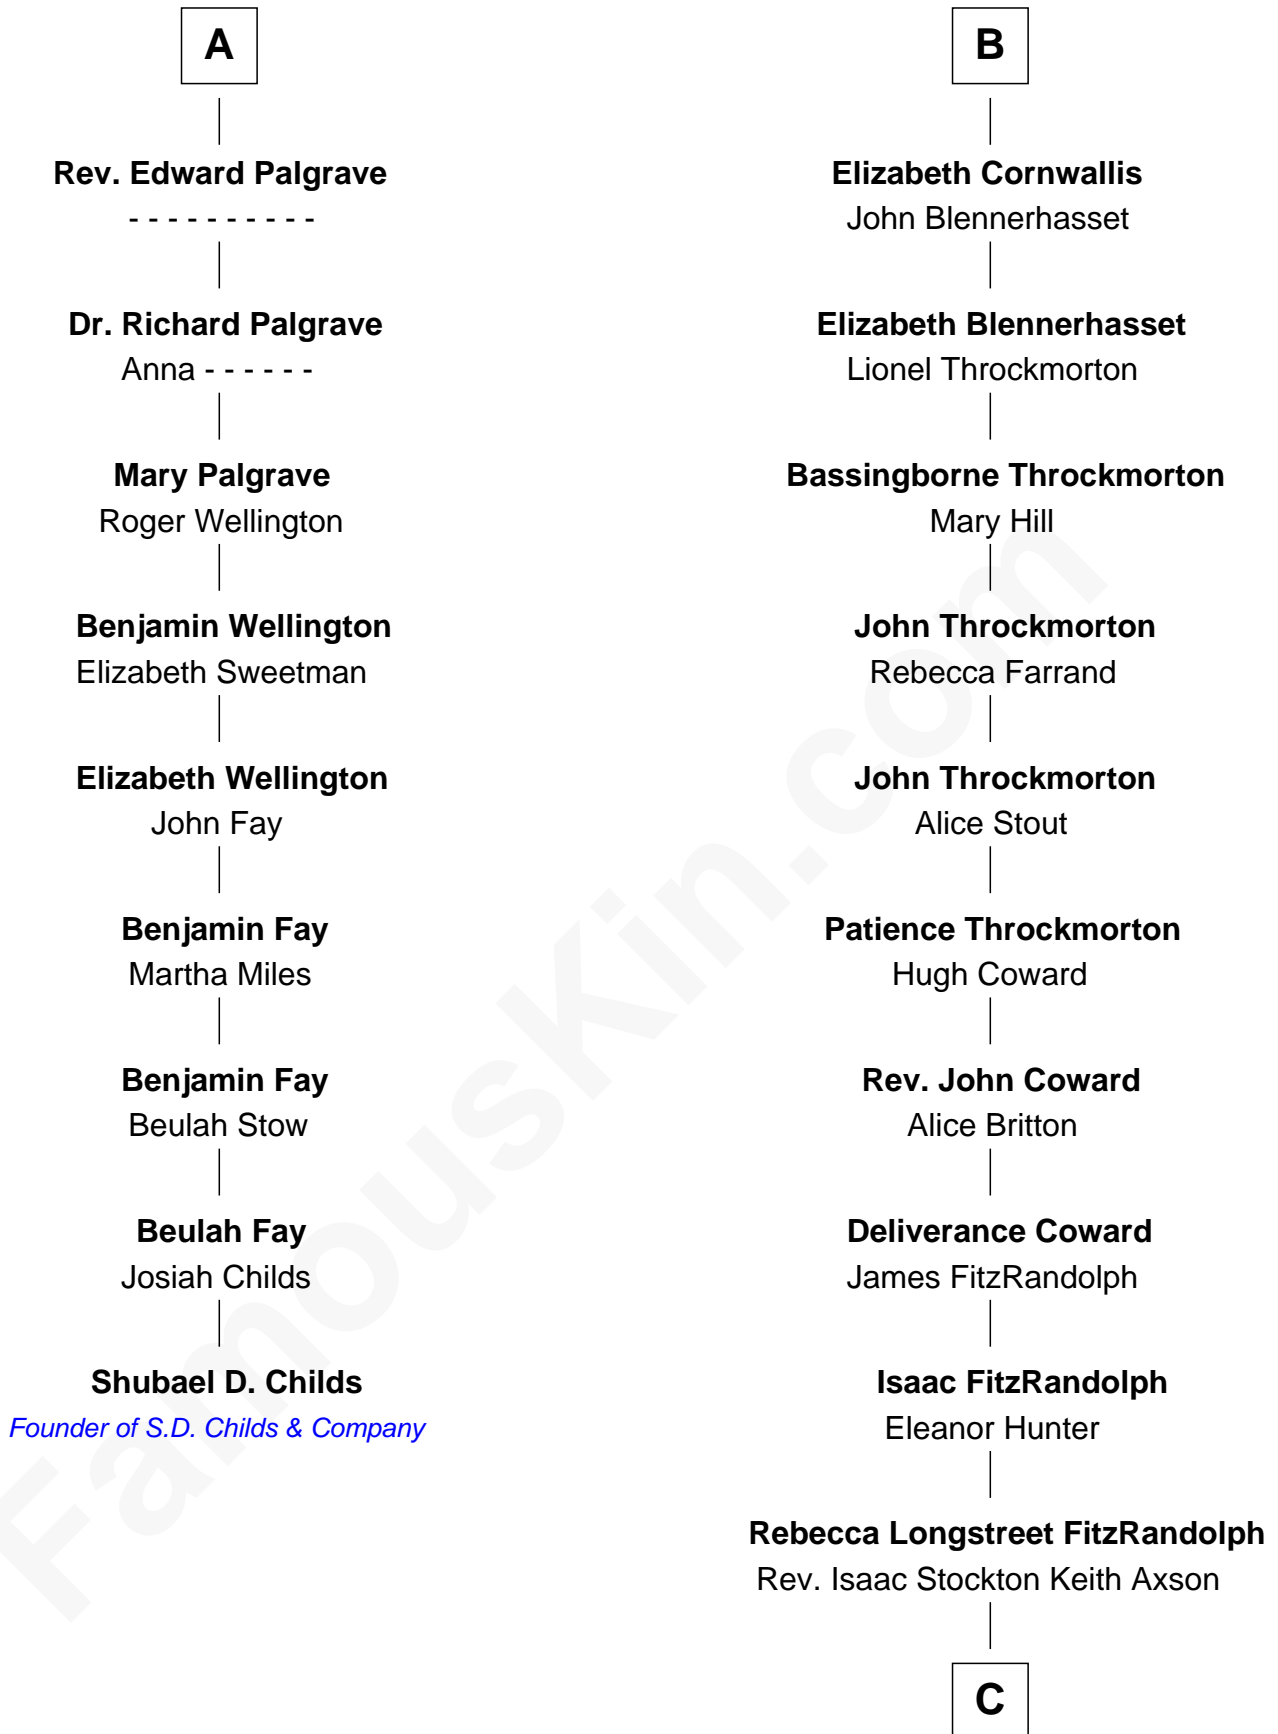 A
Rev. Edward Palgrave
- - - - - - - - - -
Dr. Richard Palgrave
Anna - - - - - -
Mary Palgrave
Roger Wellington
Benjamin Wellington
Elizabeth Sweetman
Elizabeth Wellington
John Fay
Benjamin Fay
Martha Miles
Benjamin Fay
Beulah Stow
Beulah Fay
Josiah Childs
Shubael D. Childs
Founder of S.D. Childs & Company
B
Elizabeth Cornwallis
John Blennerhasset
Elizabeth Blennerhasset
Lionel Throckmorton
Bassingborne Throckmorton
Mary Hill
John Throckmorton
Rebecca Farrand
John Throckmorton
Alice Stout
Patience Throckmorton
Hugh Coward
Rev. John Coward
Alice Britton
Deliverance Coward
James FitzRandolph
Isaac FitzRandolph
Eleanor Hunter
Rebecca Longstreet FitzRandolph
Rev. Isaac Stockton Keith Axson
C
FamousKin.com